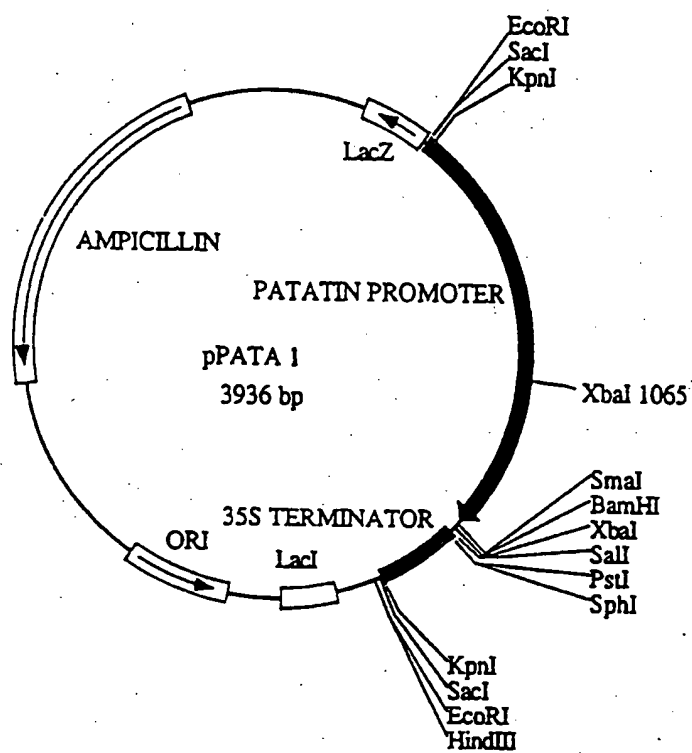 EcoRI
SacI
KpnI
LacZ
AMPICILLIN
PATATIN PROMOTER
pPATA 1
3936 bp
XbaI 1065
SmaI
BamHI
XbaI
SalI
PstI
SphI
35S TERMINATOR
ORI
LacI
KpnI
SacI
EcoRI
HindIII